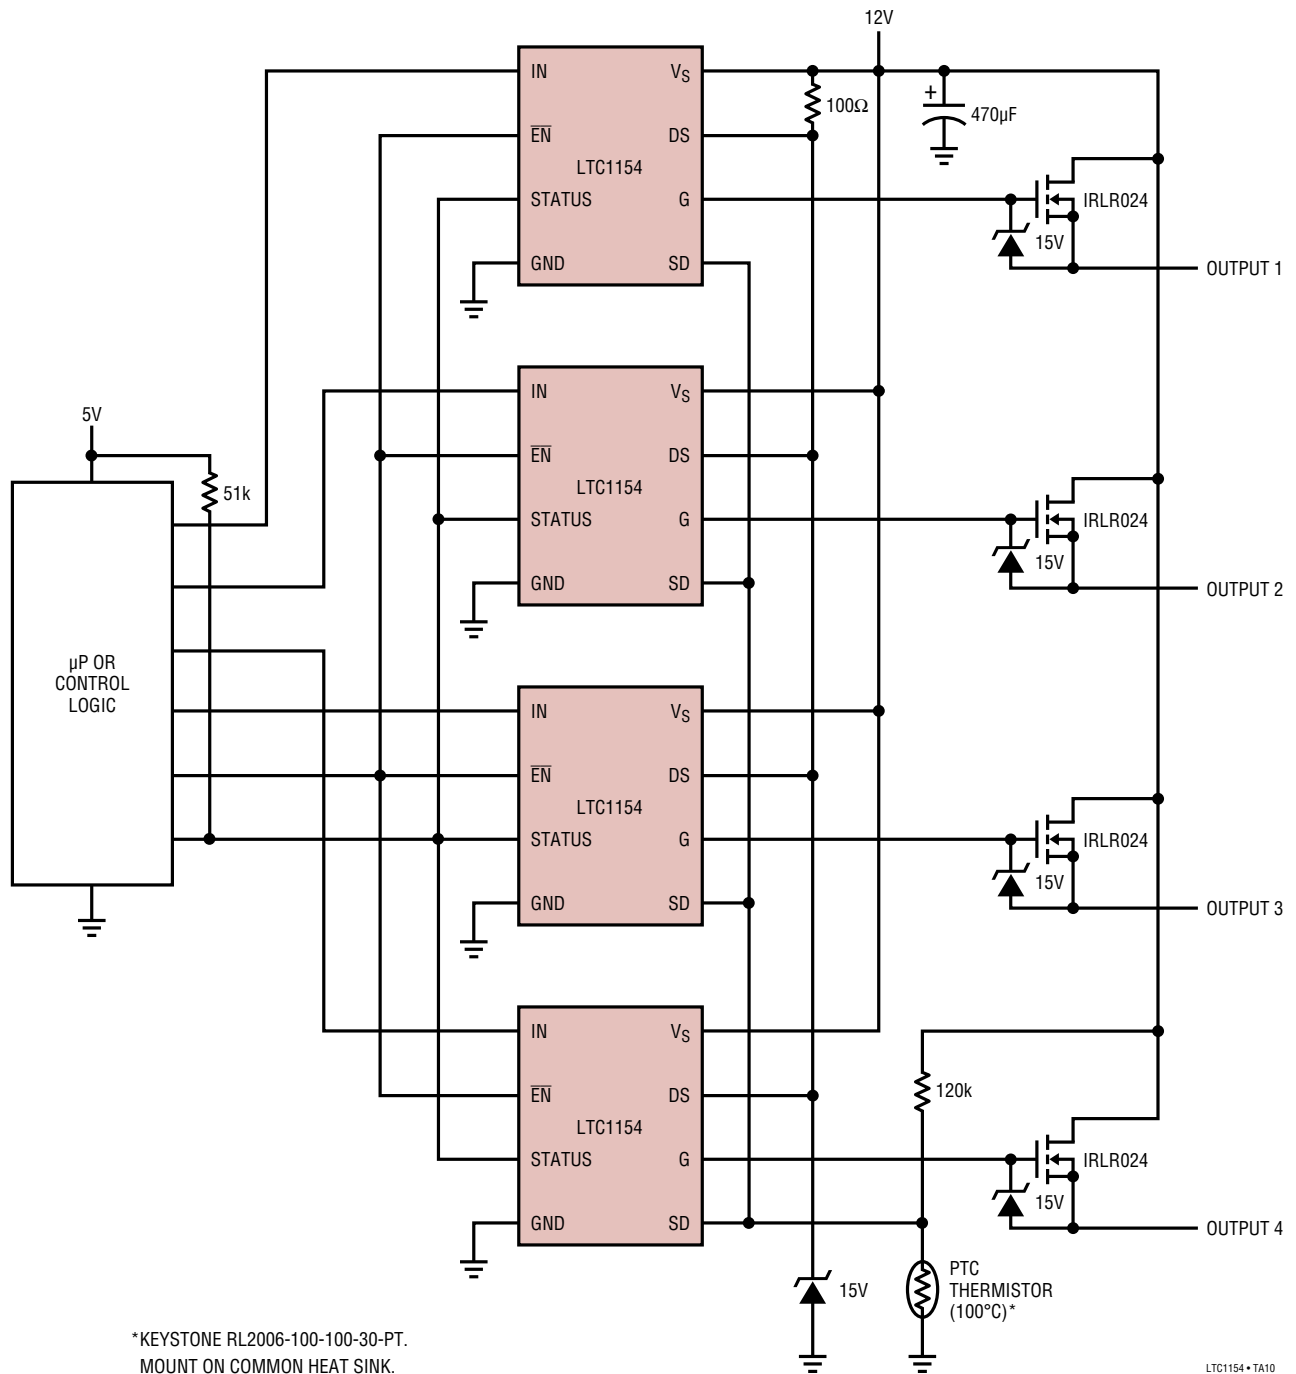 12V
IN
VS
100Ω
+
470µF
EN
DS
LTC1154
IRLR024
STATUS
G
15V
GND
SD
OUTPUT 1
IN
VS
5V
EN
DS
LTC1154
51k
STATUS
G
IRLR024
15V
GND
SD
OUTPUT 2
µP OR
CONTROL
LOGIC
IN
VS
EN
DS
LTC1154
STATUS
G
IRLR024
15V
GND
SD
OUTPUT 3
IN
VS
EN
DS
120k
LTC1154
STATUS
G
IRLR024
15V
GND
SD
OUTPUT 4
15V
PTC
THERMISTOR
(100°C)*
*KEYSTONE RL2006-100-100-30-PT.
MOUNT ON COMMON HEAT SINK.
LTC1154 • TA10